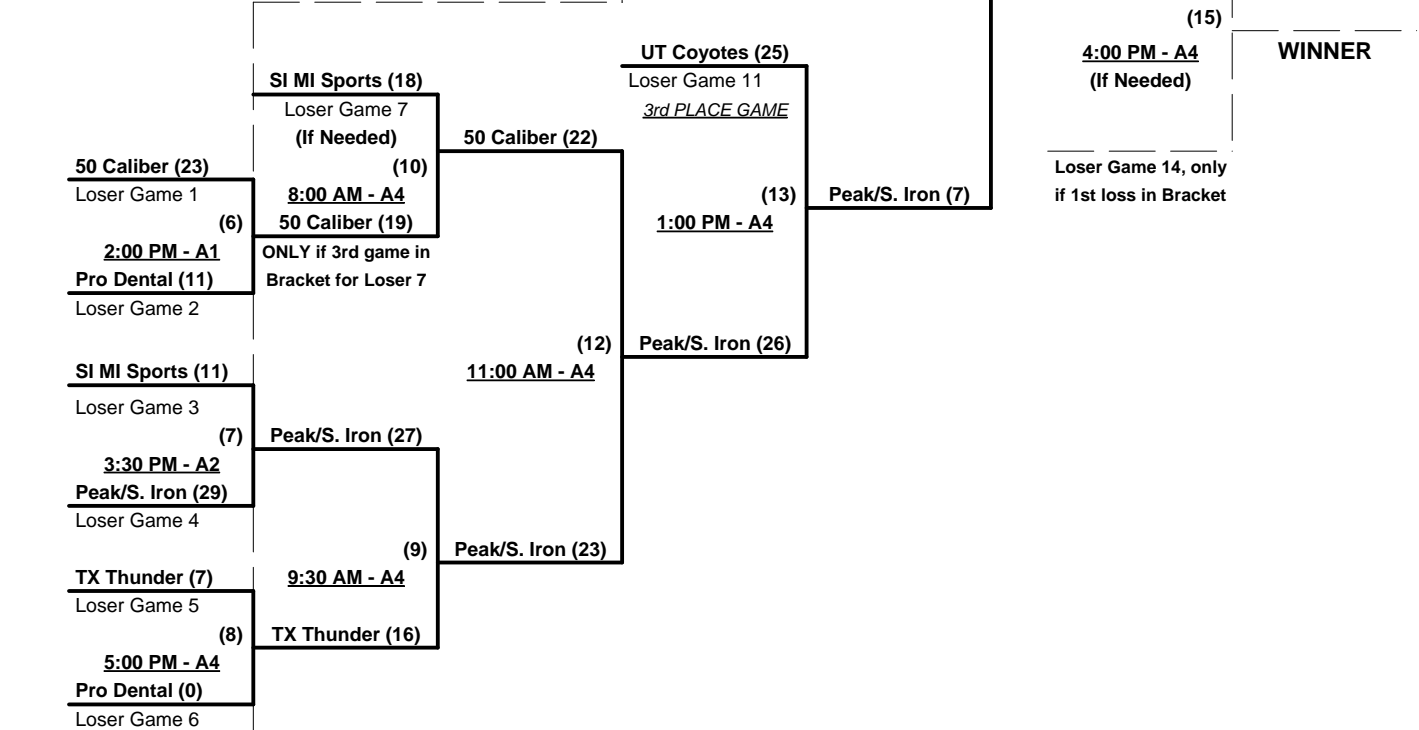 (15)
UT Coyotes (25)
4:00 PM - A4
WINNER
SI MI Sports (18)
Loser Game 11
(If Needed)
Loser Game 7
3rd PLACE GAME
(If Needed)
50 Caliber (22)
50 Caliber (23)
(10)
Loser Game 14, only
Loser Game 1
8:00 AM - A4
(13)
Peak/S. Iron (7)
if 1st loss in Bracket
(6)
50 Caliber (19)
1:00 PM - A4
2:00 PM - A1
ONLY if 3rd game in
Pro Dental (11)
Bracket for Loser 7
Loser Game 2
(12)
Peak/S. Iron (26)
SI MI Sports (11)
11:00 AM - A4
Loser Game 3
(7)
Peak/S. Iron (27)
3:30 PM - A2
Peak/S. Iron (29)
Loser Game 4
(9)
Peak/S. Iron (23)
TX Thunder (7)
9:30 AM - A4
Loser Game 5
(8)
TX Thunder (16)
5:00 PM - A4
Pro Dental (0)
Loser Game 6